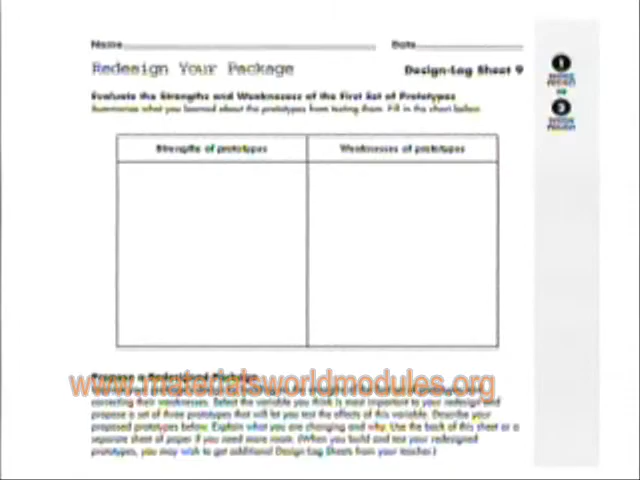 Name Date
Redesign Your Package Design-Log Sheet 9
Evaluate the Strengths and Weaknesses of the First Set of Prototypes
Summarize what you learned about the prototypes from testing them. Fill in the chart below.
Strengths of prototypes Weaknesses of prototypes
Propose a Redesigned Package
www.materialsworldmodules.org
correcting their weaknesses. Select the variable you think is most important to your redesign and
propose a set of three prototypes that will let you test the effects of this variable. Describe your
proposed prototypes below. Explain what you are changing and why. Use the back of this sheet or a
separate sheet of paper if you need more room. (When you build and test your redesigned
prototypes, you may wish to get additional Design-Log Sheets from your teacher.)
1
2